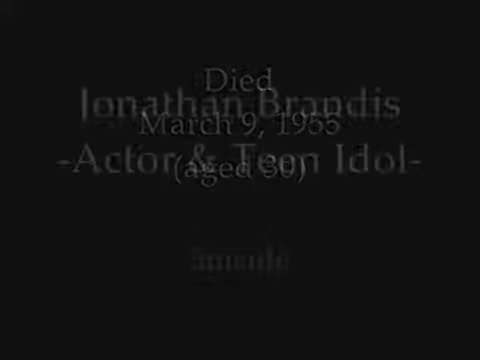 Died
Jonathan Brandis
March 9, 1955
-Actor & Teen Idol-
(aged 30)